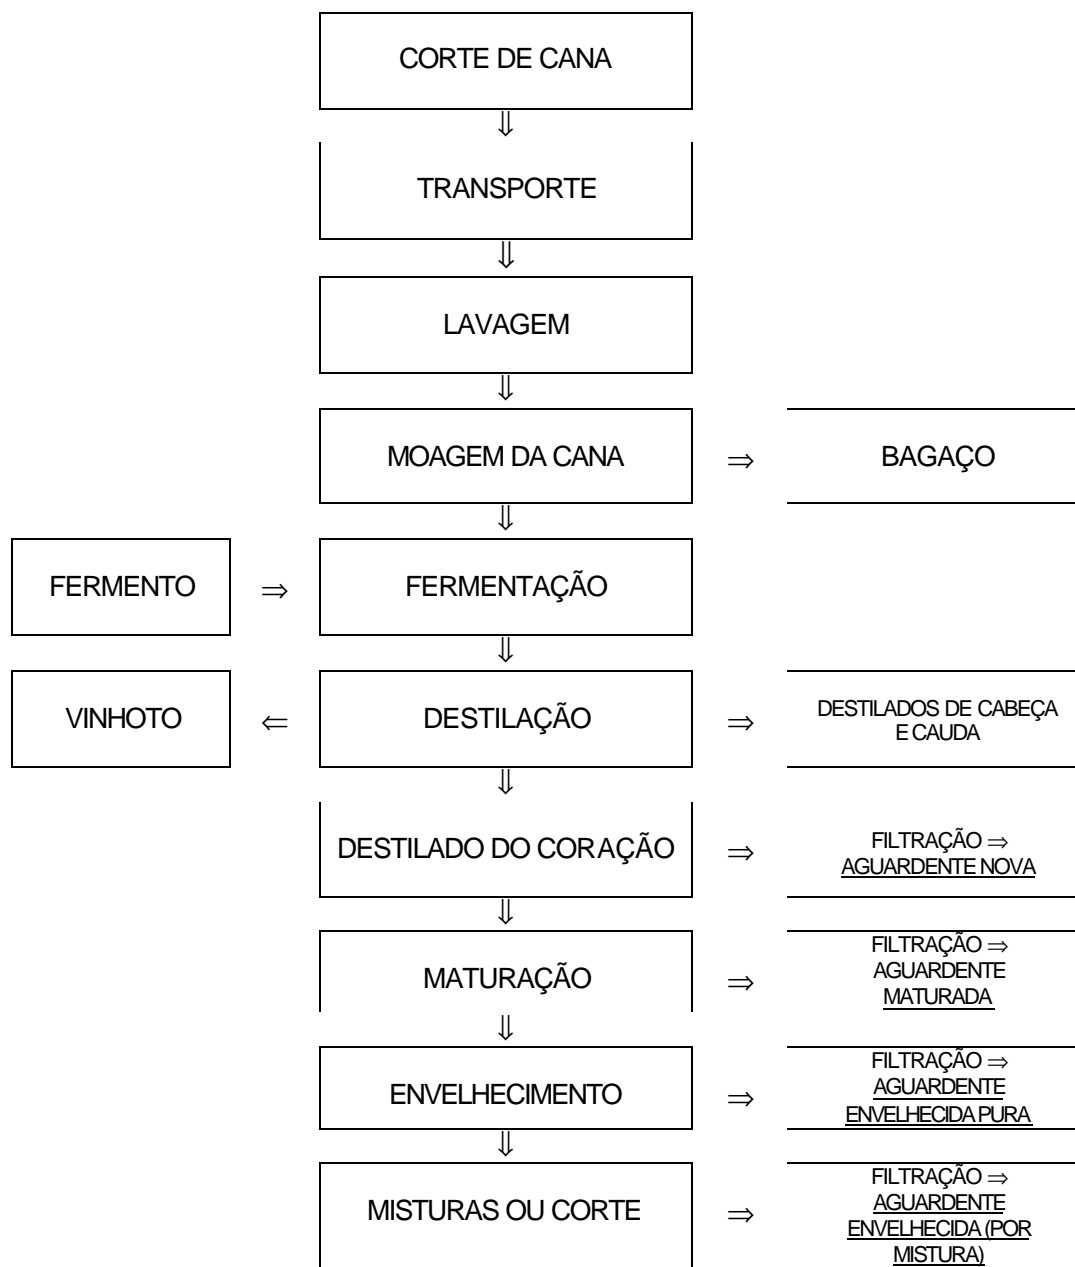 CORTE DE CANA
⇓
TRANSPORTE
⇓
LAVAGEM
⇓
MOAGEM DA CANA ⇒ BAGAÇO
⇓
FERMENTO ⇒ FERMENTAÇÃO
⇓
VINHOTO ⇐ DESTILAÇÃO ⇒ DESTILADOS DE CABEÇA
E CAUDA
⇓
DESTILADO DO CORAÇÃO ⇒ FILTRAÇÃO ⇒
AGUARDENTE NOVA
⇓
MATURAÇÃO ⇒ FILTRAÇÃO ⇒
AGUARDENTE
MATURADA
⇓
ENVELHECIMENTO ⇒ FILTRAÇÃO ⇒
AGUARDENTE
ENVELHECIDA PURA
⇓
MISTURAS OU CORTE ⇒ FILTRAÇÃO ⇒
AGUARDENTE
ENVELHECIDA (POR
MISTURA)